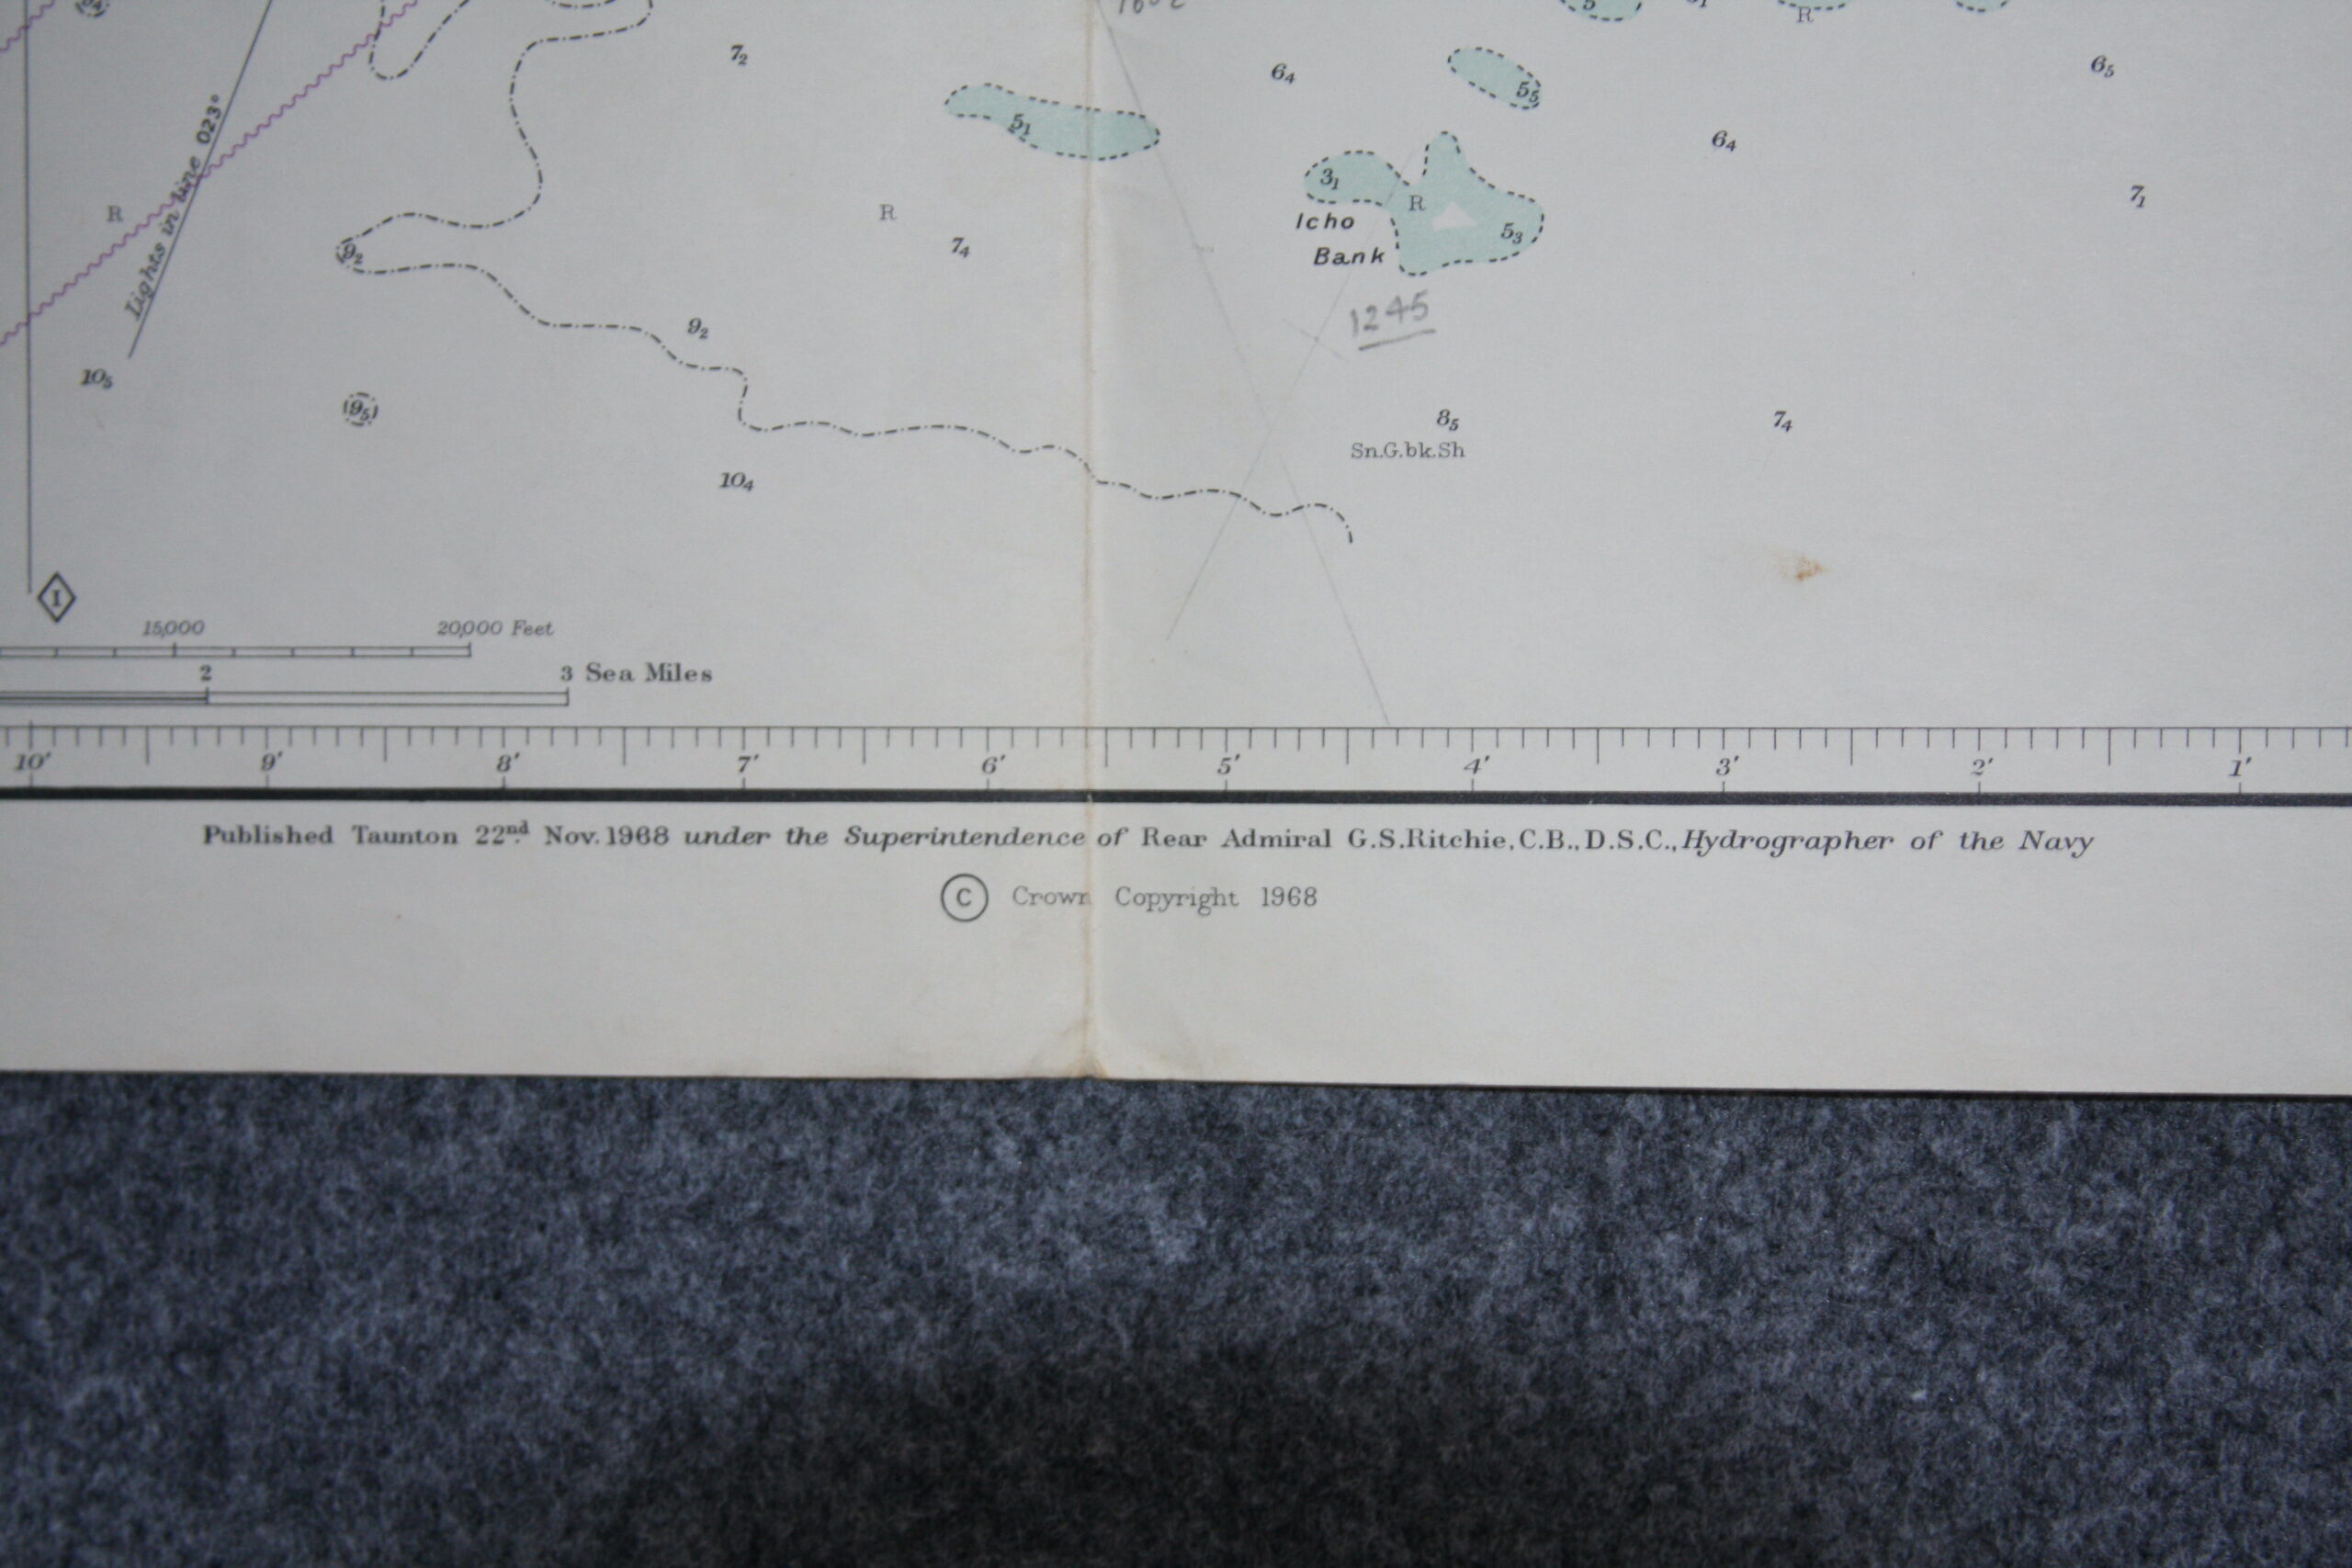 R
7₂
6₄
5₅
6₅
5₁
6₄
Lights in line 023°
R
R
3₁
R
7₁
Icho
5₃
9₂
7₄
Bank
9₂
1245
10₅
9₅
8₅
7₄
Sn.G.bk.Sh
10₄
I
15,000 20,000 Feet
2 3 Sea Miles
10' 9' 8' 7' 6' 5' 4' 3' 2' 1'
Published Taunton 22nd Nov. 1968 under the Superintendence of Rear Admiral G.S.Ritchie, C.B., D.S.C., Hydrographer of the Navy
© Crown Copyright 1968